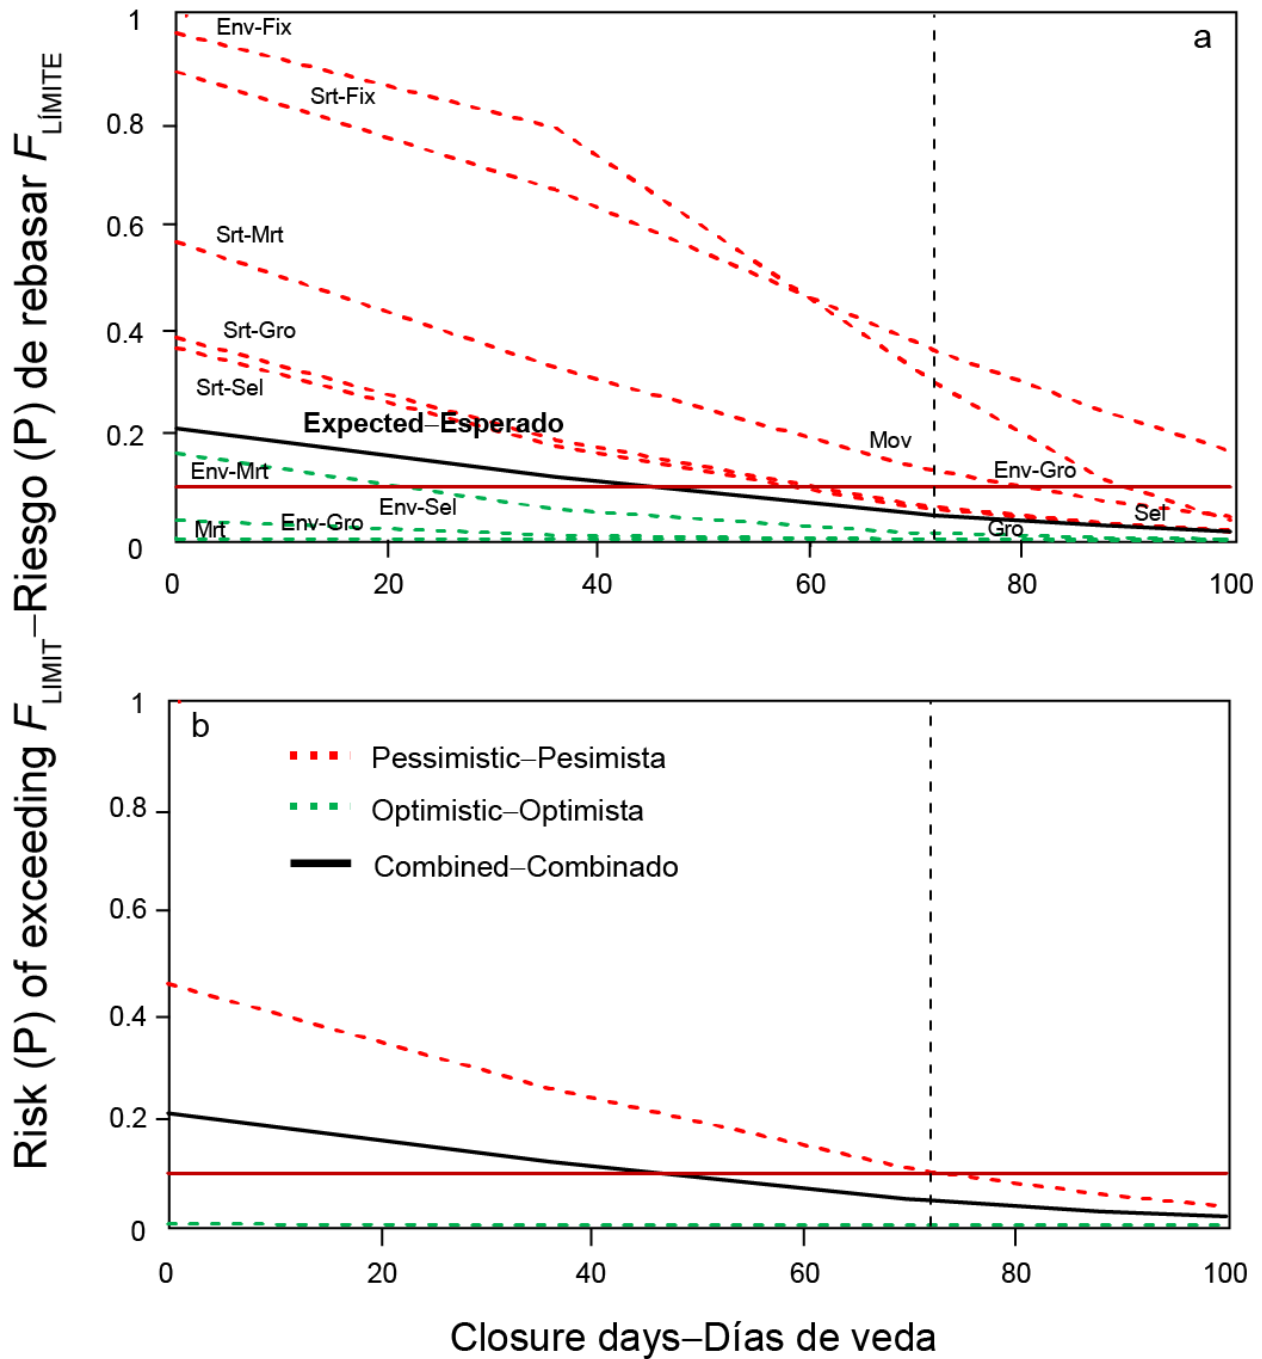 Risk (P) of exceeding FLIMIT–Riesgo (P) de rebasar FLÍMITE
a
1
0.8
0.6
0.4
0.2
0
Env-Fix
Srt-Fix
Srt-Mrt
Srt-Gro
Srt-Sel
Expected–Esperado
Mov
Env-Gro
Env-Mrt
Env-Sel
Sel
Env-Gro
Mrt
Gro
0 20 40 60 80 100
b
1
0.8
0.6
0.4
0.2
0
Pessimistic–Pesimista
Optimistic–Optimista
Combined–Combinado
0 20 40 60 80 100
Closure days–Días de veda